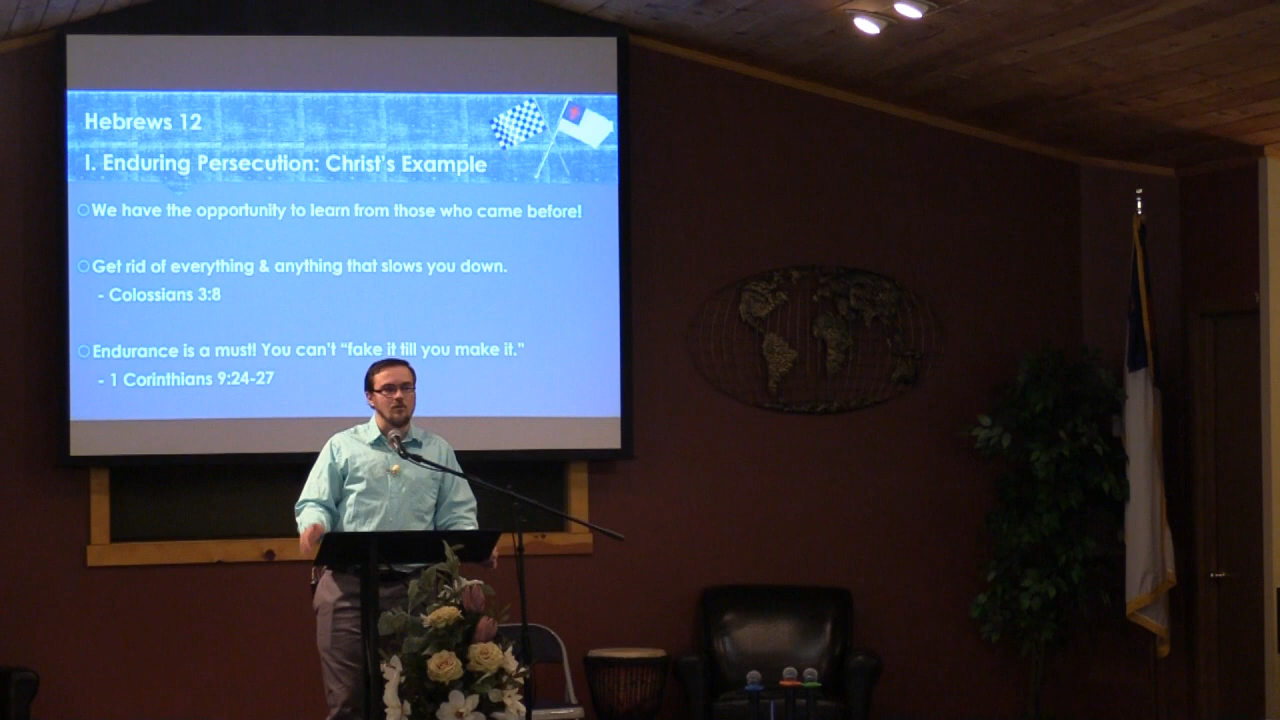 Hebrews 12
I. Enduring Persecution: Christ's Example
We have the opportunity to learn from those who came before!
Get rid of everything & anything that slows you down.
- Colossians 3:8
Endurance is a must! You can't "fake it till you make it."
- 1 Corinthians 9:24-27